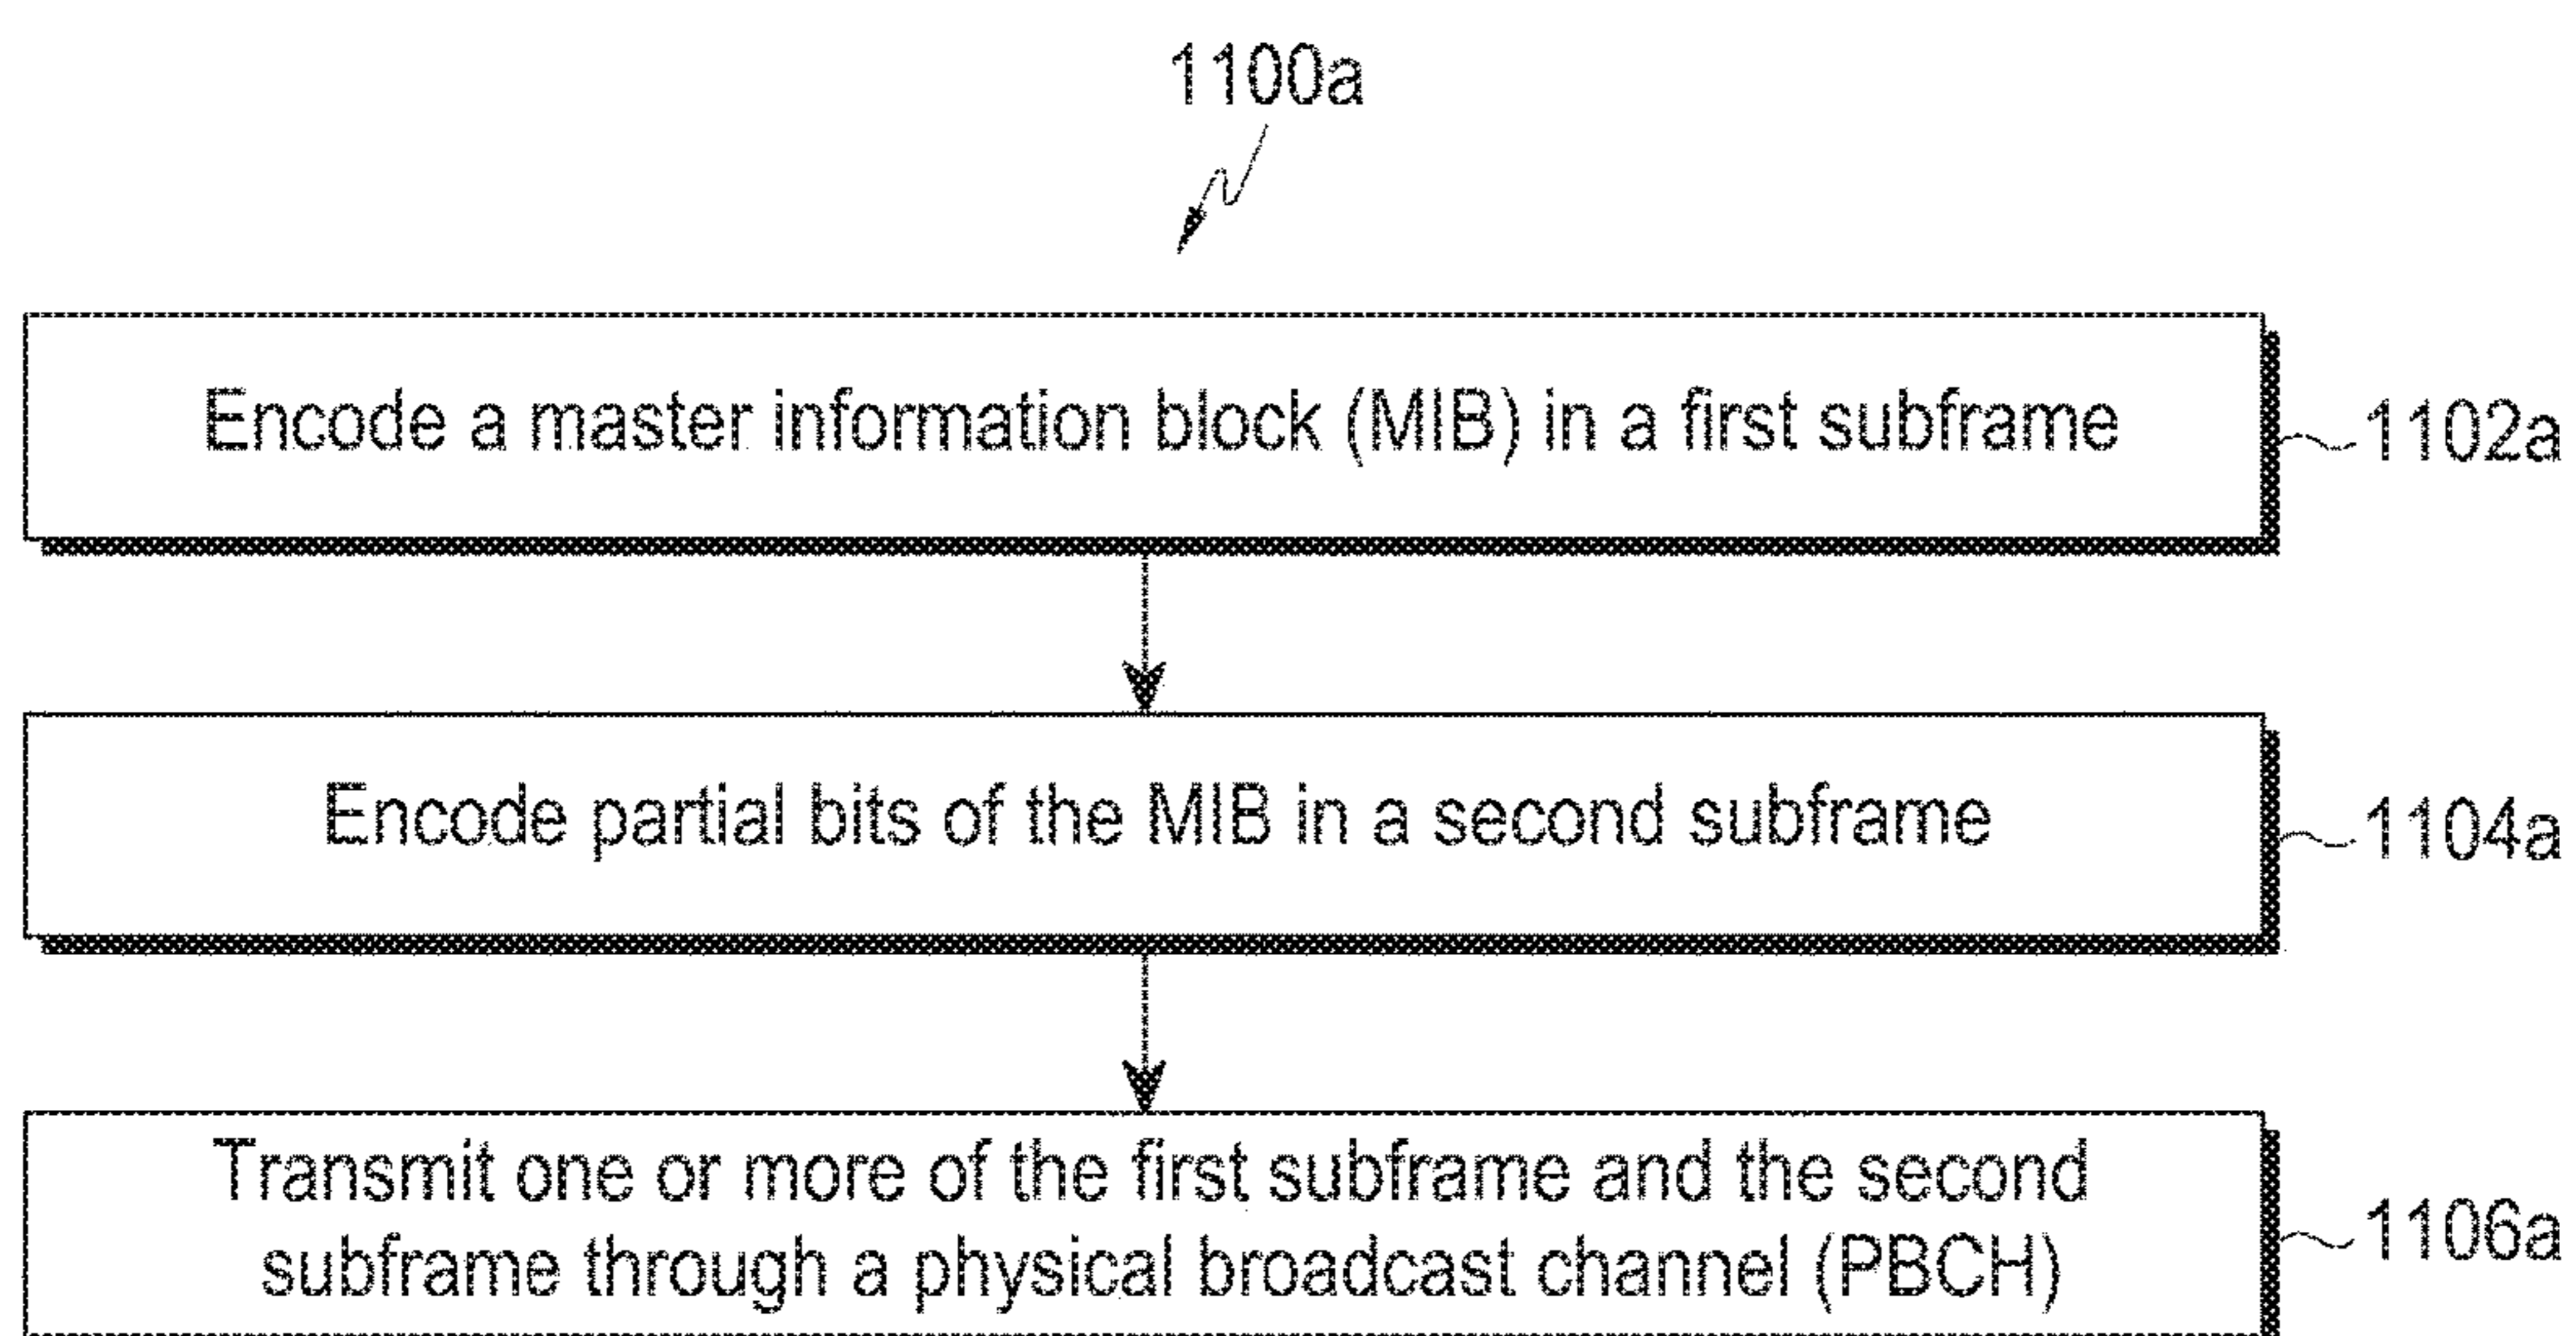 1100a
Encode a master information block (MIB) in a first subframe
1102a
Encode partial bits of the MIB in a second subframe
1104a
Transmit one or more of the first subframe and the second
subframe through a physical broadcast channel (PBCH)
1106a